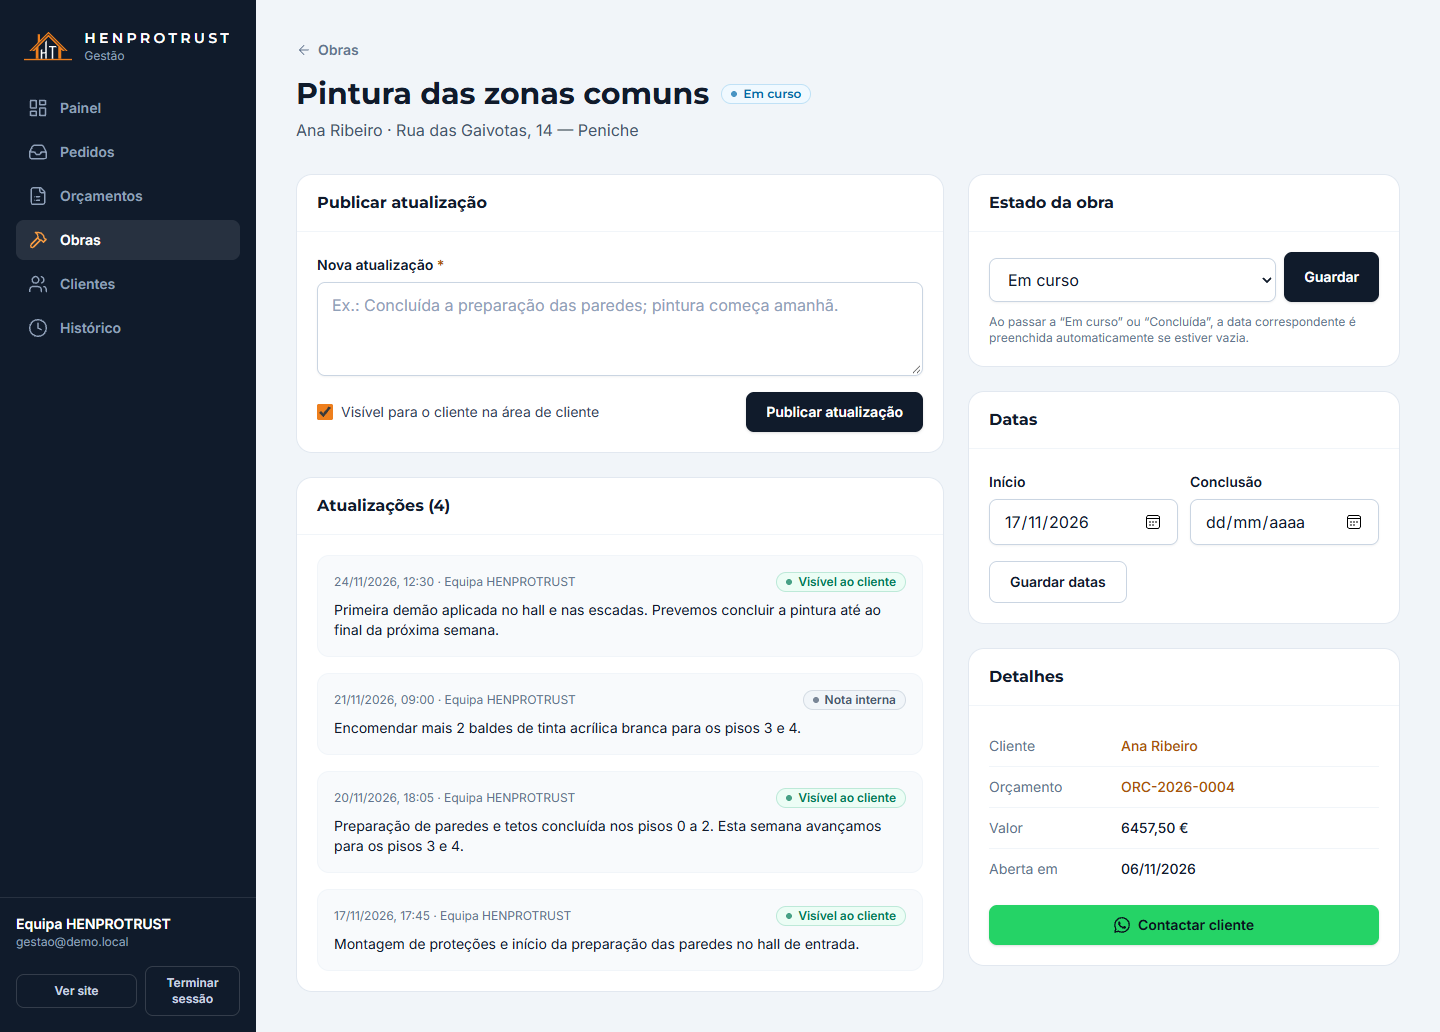 HENPROTRUST
Gestão
HT
Painel
Pedidos
Orçamentos
Obras
Clientes
Histórico
Equipa HENPROTRUST
gestao@demo.local
Ver site
Terminar
sessão
← Obras
Pintura das zonas comuns
Em curso
Ana Ribeiro · Rua das Gaivotas, 14 — Peniche
Publicar atualização
Nova atualização *
Ex.: Concluída a preparação das paredes; pintura começa amanhã.
Visível para o cliente na área de cliente
Publicar atualização
Atualizações (4)
24/11/2026, 12:30 · Equipa HENPROTRUST
Visível ao cliente
Primeira demão aplicada no hall e nas escadas. Prevemos concluir a pintura até ao
final da próxima semana.
21/11/2026, 09:00 · Equipa HENPROTRUST
Nota interna
Encomendar mais 2 baldes de tinta acrílica branca para os pisos 3 e 4.
20/11/2026, 18:05 · Equipa HENPROTRUST
Visível ao cliente
Preparação de paredes e tetos concluída nos pisos 0 a 2. Esta semana avançamos
para os pisos 3 e 4.
17/11/2026, 17:45 · Equipa HENPROTRUST
Visível ao cliente
Montagem de proteções e início da preparação das paredes no hall de entrada.
Estado da obra
Em curso
Guardar
Ao passar a “Em curso” ou “Concluída”, a data correspondente é
preenchida automaticamente se estiver vazia.
Datas
Início
Conclusão
17/11/2026
dd/mm/aaaa
Guardar datas
Detalhes
Cliente
Ana Ribeiro
Orçamento
ORC-2026-0004
Valor
6457,50 €
Aberta em
06/11/2026
Contactar cliente